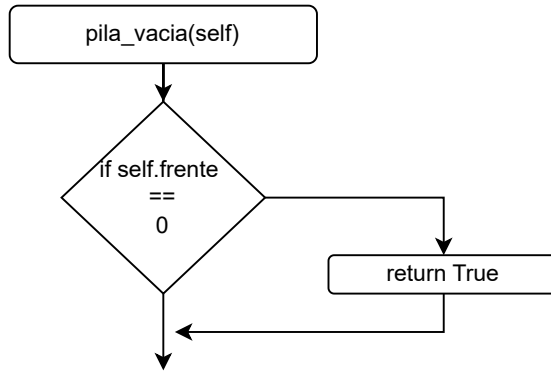 pila_vacia(self)
if self.frente
==
0
return True